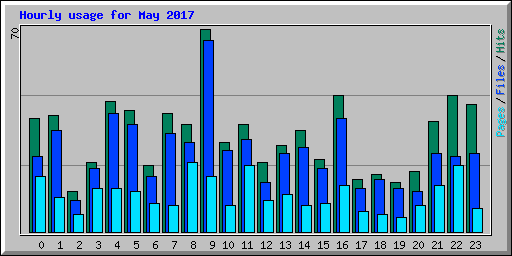 Hourly usage for May 2017
70
Pages / Files / Hits
0 1 2 3 4 5 6 7 8 9 10 11 12 13 14 15 16 17 18 19 20 21 22 23